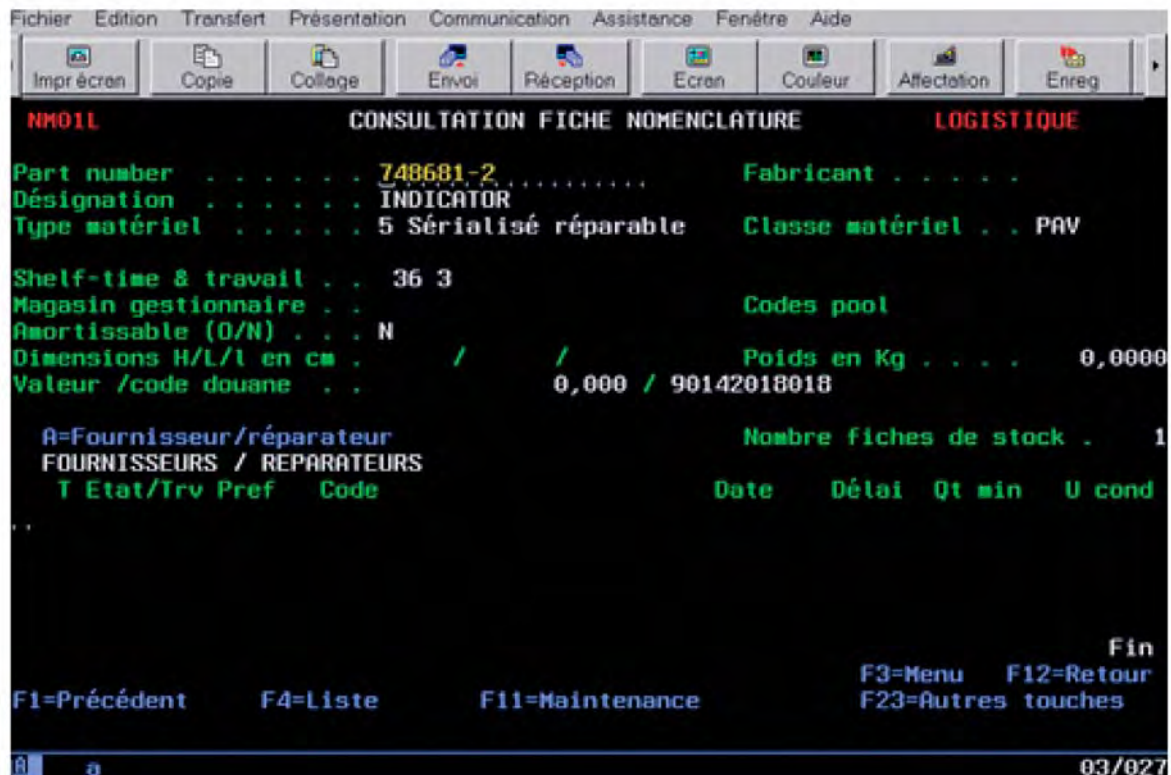 Fichier Edition Transfert Présentation Communication Assistance Fenêtre Aide
Impr écran Copie Collage Envoi Réception Ecran Couleur Affectation Enreg
NM01L CONSULTATION FICHE NOMENCLATURE LOGISTIQUE
Part number . . . . . . 748681-2 Fabricant . . . . .
Désignation . . . . . . INDICATOR
Type matériel . . . . . 5 Sérialisé réparable Classe matériel . . PAV
Shelf-time & travail . . 36 3
Magasin gestionnaire . . Codes pool
Amortissable (O/N) . . . N
Dimensions H/L/l en cm . / / Poids en Kg . . . . 0,0000
Valeur /code douane . . 0,000 / 90142018018
A=Fournisseur/réparateur Nombre fiches de stock . 1
FOURNISSEURS / REPARATEURS
T Etat/Trv Pref Code Date Délai Qt min U cond
. .
Fin
F3=Menu F12=Retour
F1=Précédent F4=Liste F11=Maintenance F23=Autres touches
A a 03/027